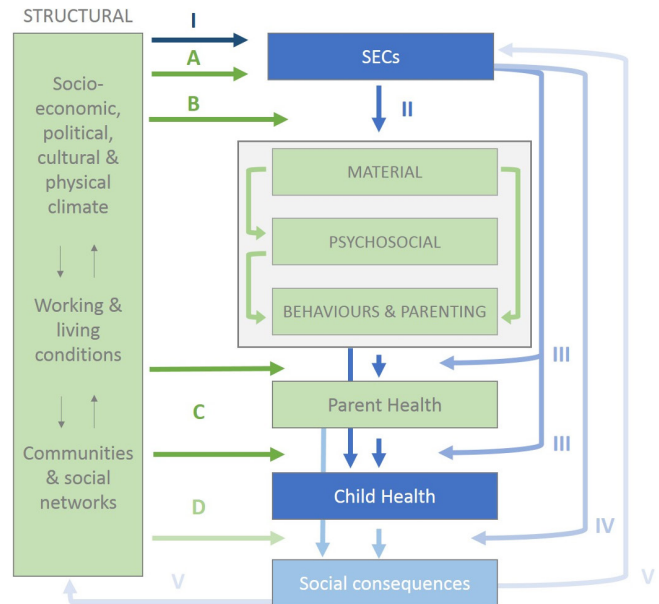 STRUCTURAL
I
A
B
Socio-
economic,
political,
cultural &
physical
climate
Working &
living
conditions
Communities
& social
networks
SECs
II
MATERIAL
PSYCHOSOCIAL
BEHAVIOURS & PARENTING
III
Parent Health
C
III
Child Health
D
IV
Social consequences
V
V